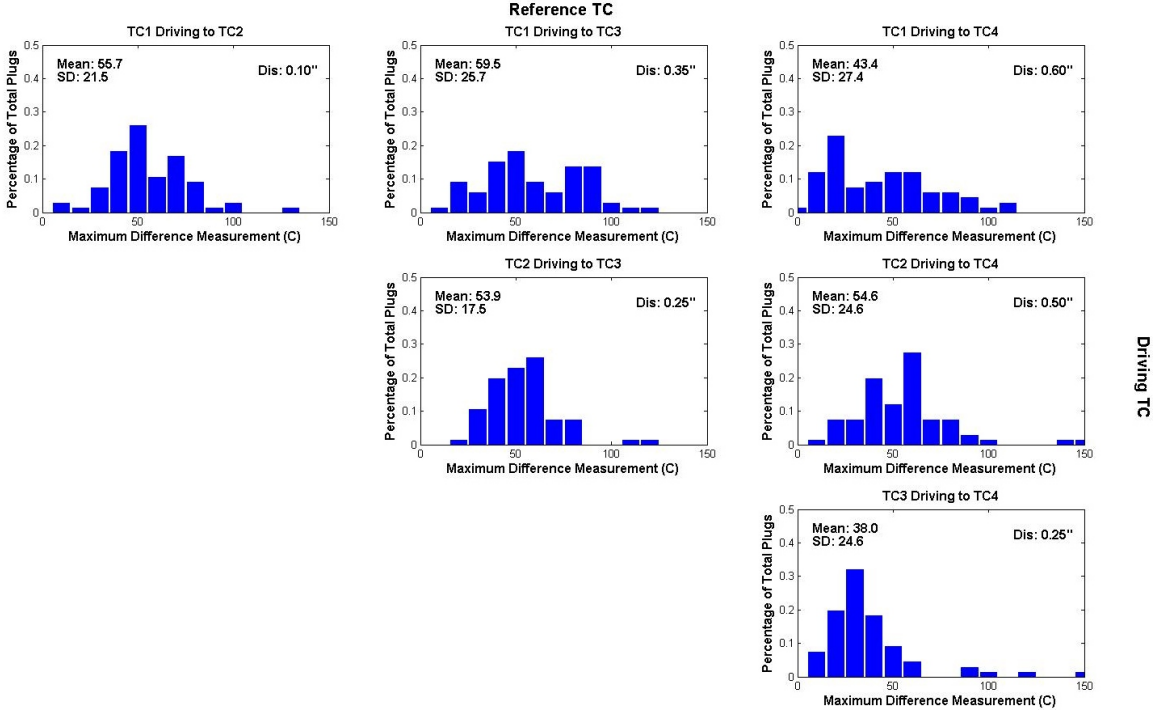 Reference TC
TC1 Driving to TC2
Percentage of Total Plugs
0.5
0.4
0.3
0.2
0.1
0
Mean: 55.7
SD: 21.5
Dis: 0.10"
0
50
100
150
Maximum Difference Measurement (C)
TC1 Driving to TC3
Percentage of Total Plugs
0.5
0.4
0.3
0.2
0.1
0
Mean: 59.5
SD: 25.7
Dis: 0.35"
0
50
100
150
Maximum Difference Measurement (C)
TC1 Driving to TC4
Percentage of Total Plugs
0.5
0.4
0.3
0.2
0.1
0
Mean: 43.4
SD: 27.4
Dis: 0.60"
0
50
100
150
Maximum Difference Measurement (C)
TC2 Driving to TC3
Percentage of Total Plugs
0.5
0.4
0.3
0.2
0.1
0
Mean: 53.9
SD: 17.5
Dis: 0.25"
0
50
100
150
Maximum Difference Measurement (C)
TC2 Driving to TC4
Percentage of Total Plugs
0.5
0.4
0.3
0.2
0.1
0
Mean: 54.6
SD: 24.6
Dis: 0.50"
0
50
100
150
Maximum Difference Measurement (C)
Driving TC
TC3 Driving to TC4
Percentage of Total Plugs
0.5
0.4
0.3
0.2
0.1
0
Mean: 38.0
SD: 24.6
Dis: 0.25"
0
50
100
150
Maximum Difference Measurement (C)